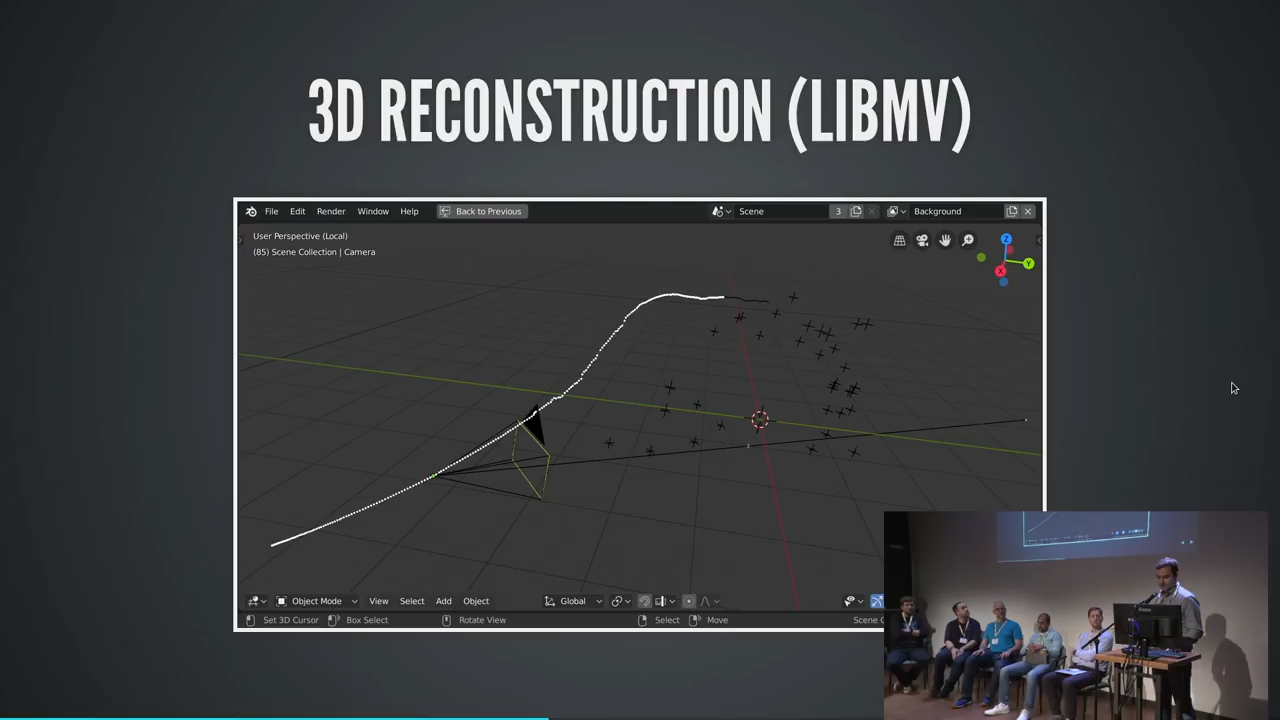 3D RECONSTRUCTION (LIBMV)
File Edit Render Window Help Back to Previous Scene 3 Background
User Perspective (Local)
(85) Scene Collection | Camera
Z
Y
X
Object Mode View Select Add Object Global
Set 3D Cursor Box Select Rotate View Select Move Scene C